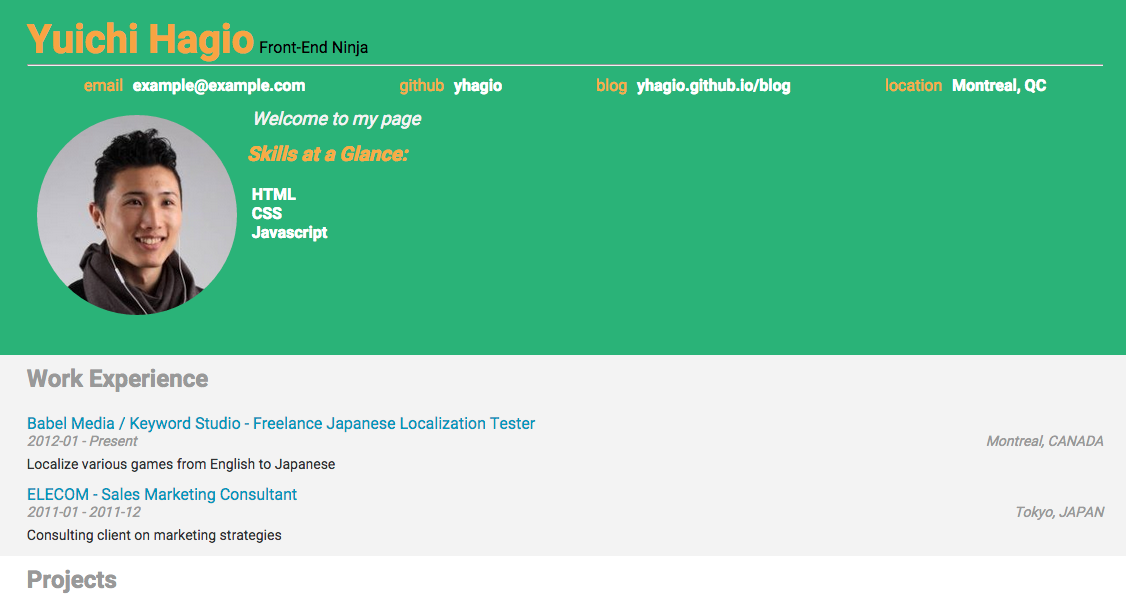 Yuichi Hagio Front-End Ninja
email example@example.com github yhagio blog yhagio.github.io/blog location Montreal, QC
Welcome to my page
Skills at a Glance:
HTML
CSS
Javascript
Work Experience
Babel Media / Keyword Studio - Freelance Japanese Localization Tester
2012-01 - Present Montreal, CANADA
Localize various games from English to Japanese
ELECOM - Sales Marketing Consultant
2011-01 - 2011-12 Tokyo, JAPAN
Consulting client on marketing strategies
Projects